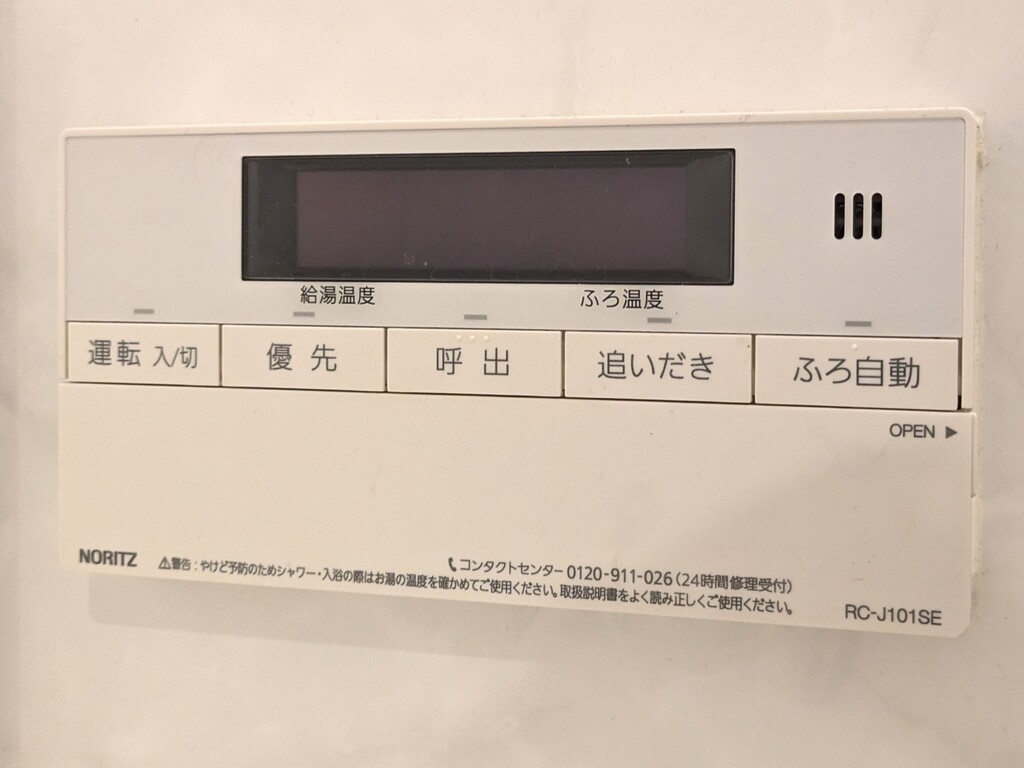 給湯温度 ふろ温度
運転 入/切 優先 呼出 追いだき ふろ自動
OPEN ▶
コンタクトセンター 0120-911-026(24時間修理受付)
NORITZ ⚠警告:やけど予防のためシャワー・入浴の際はお湯の温度を確かめてご使用ください。取扱説明書をよく読み正しくご使用ください。
RC-J101SE